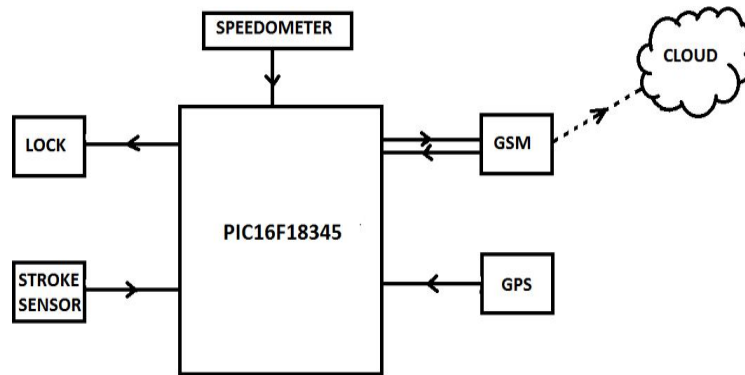 SPEEDOMETER
CLOUD
LOCK
GSM
PIC16F18345
STROKE
SENSOR
GPS